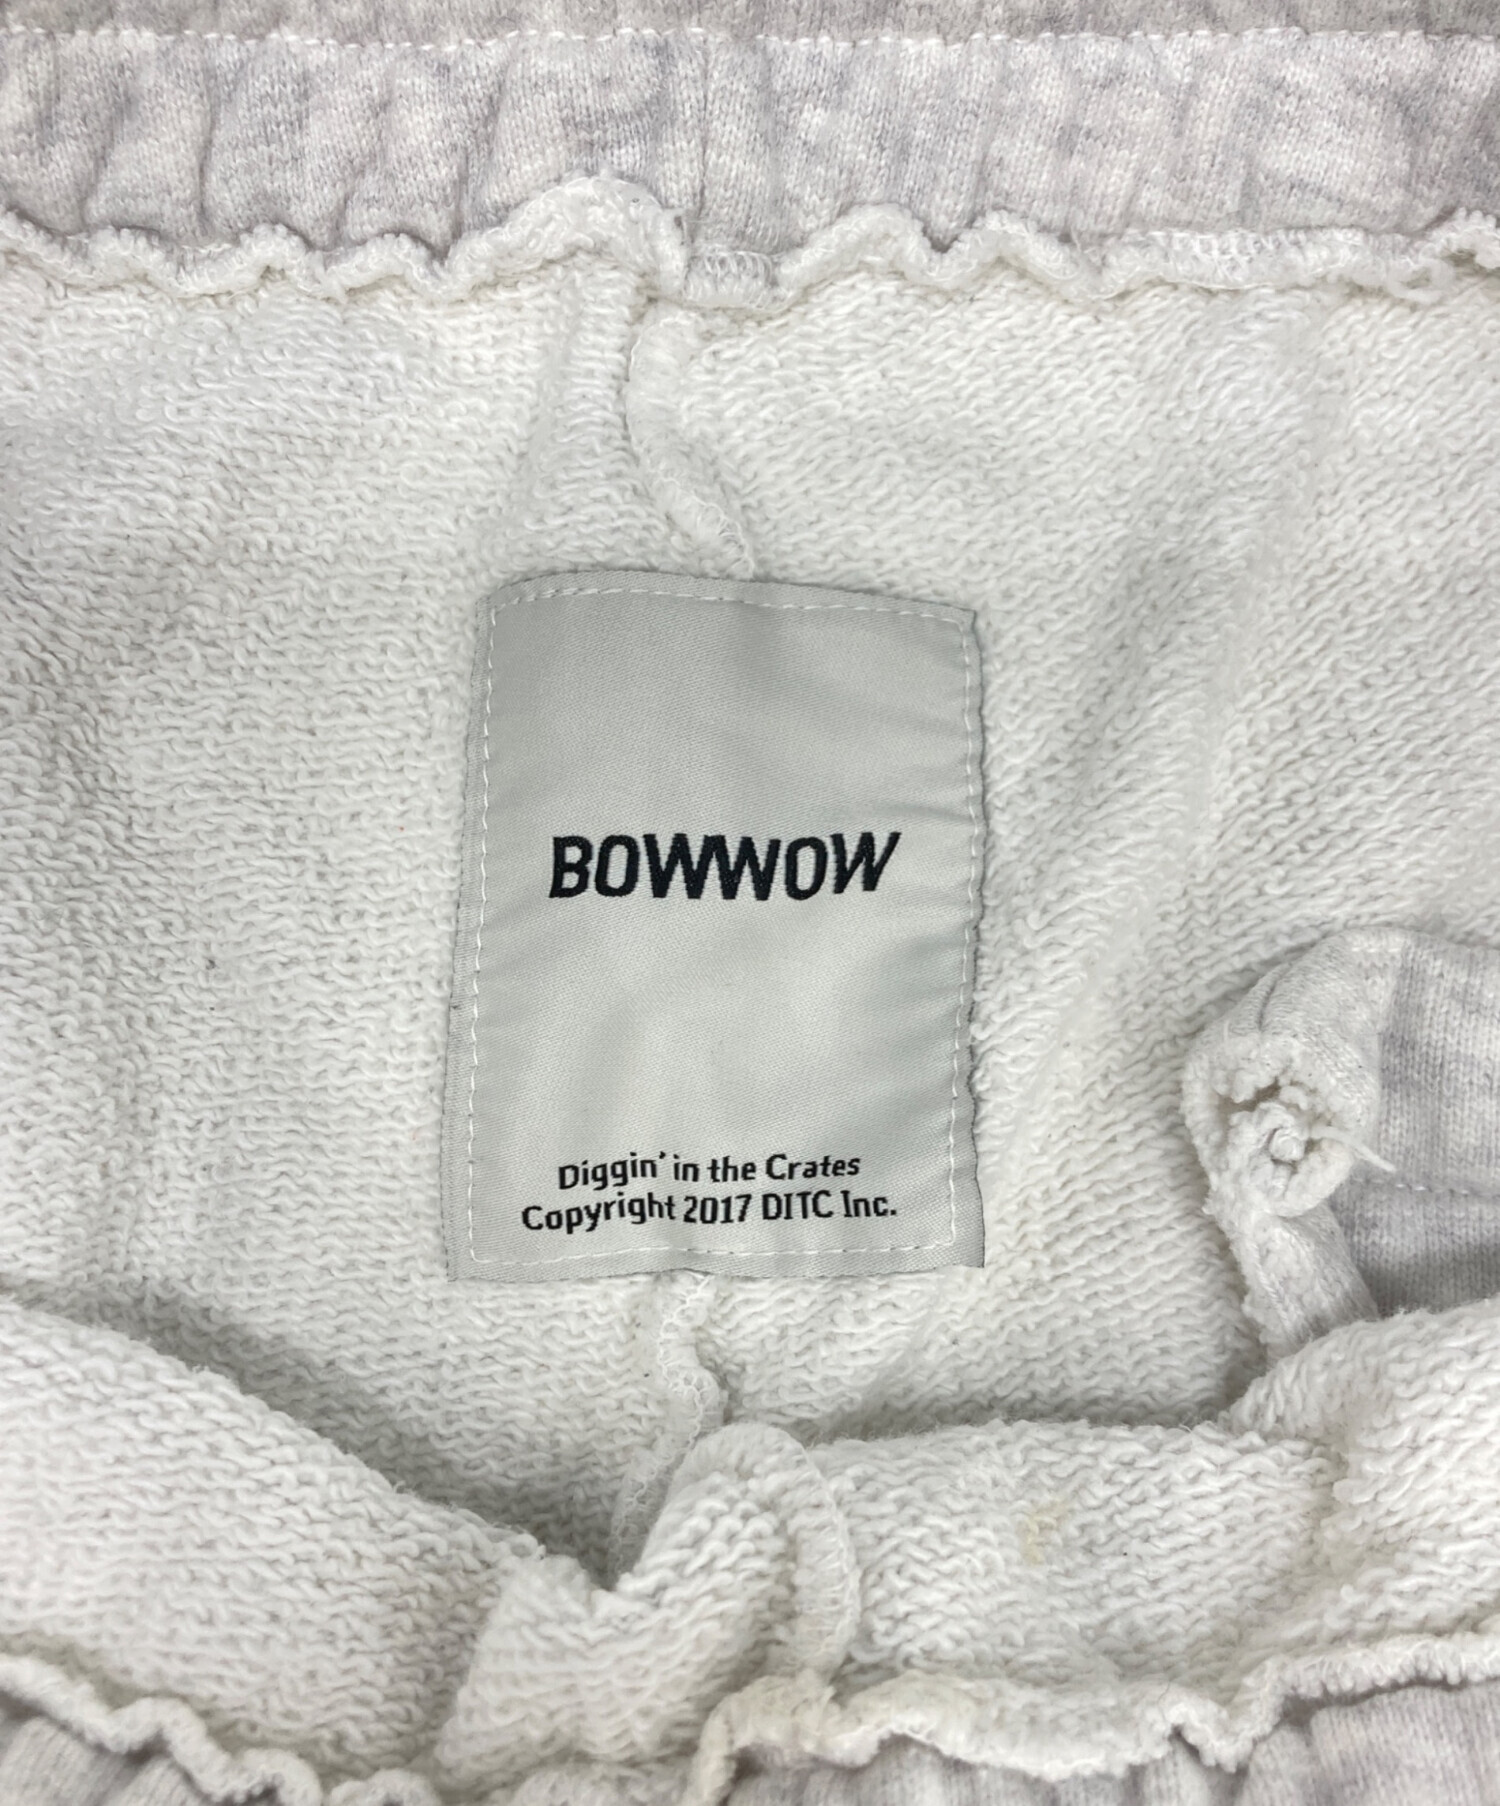 BOWWOW
Diggin' in the Crates
Copyright 2017 DITC Inc.